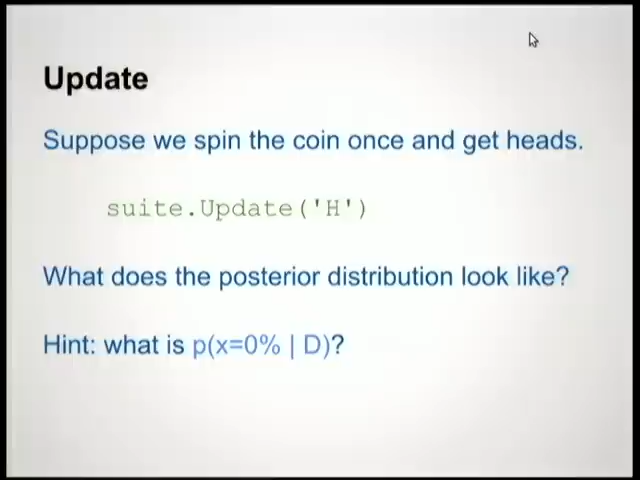 Update
Suppose we spin the coin once and get heads.
suite.Update('H')
What does the posterior distribution look like?
Hint: what is p(x=0% | D)?